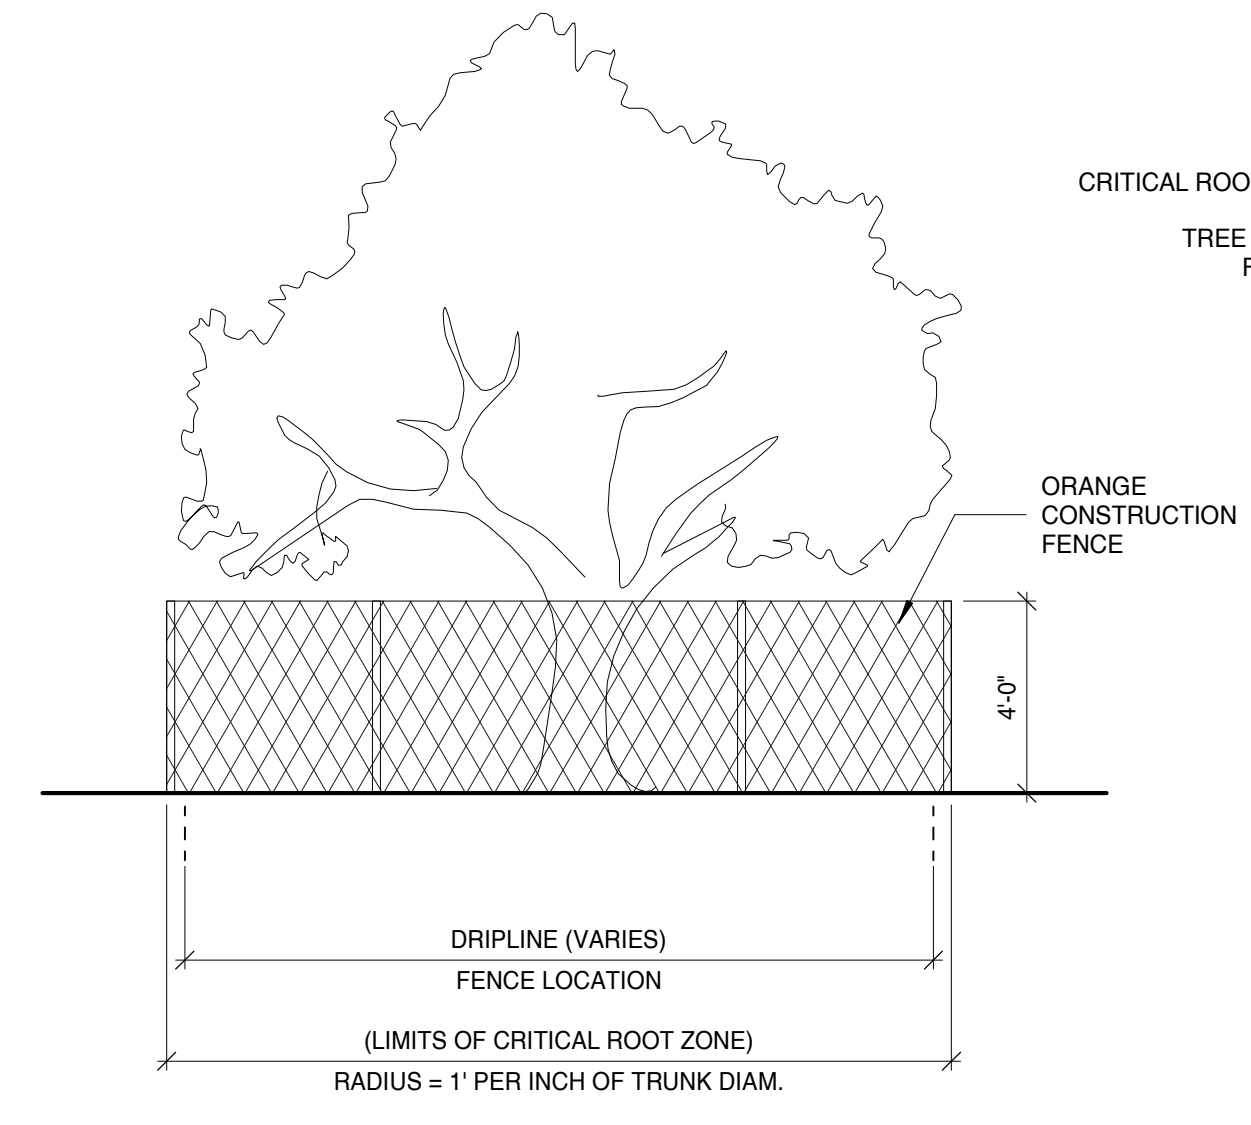 CRITICAL ROO
TREE
F
ORANGE
CONSTRUCTION
FENCE
4'-0"
DRIPLINE (VARIES)
FENCE LOCATION
(LIMITS OF CRITICAL ROOT ZONE)
RADIUS = 1' PER INCH OF TRUNK DIAM.